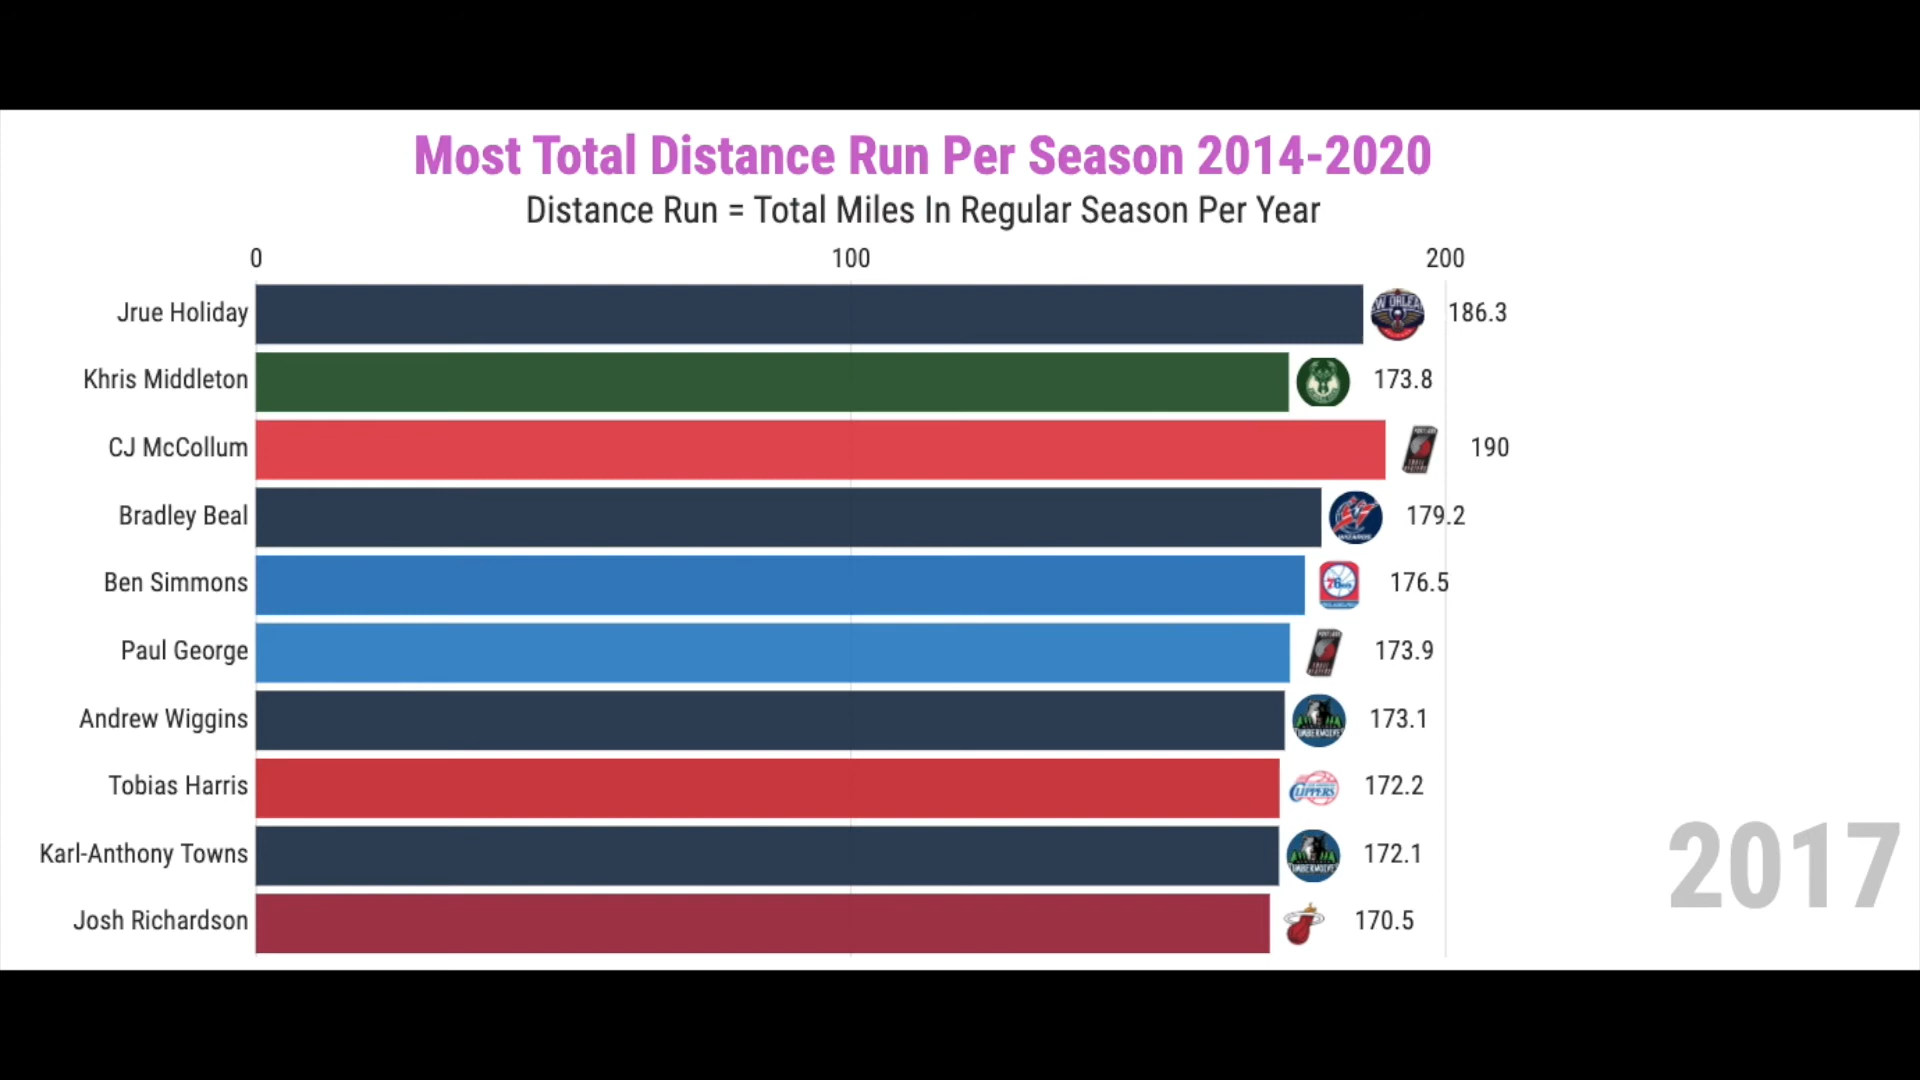 Most Total Distance Run Per Season 2014-2020
Distance Run = Total Miles In Regular Season Per Year
0 100 200
Jrue Holiday 186.3
Khris Middleton 173.8
CJ McCollum 190
Bradley Beal 179.2
Ben Simmons 76ers 176.5
Paul George 173.9
Andrew Wiggins 173.1
Tobias Harris CLIPPERS 172.2
Karl-Anthony Towns 172.1
Josh Richardson 170.5
2017